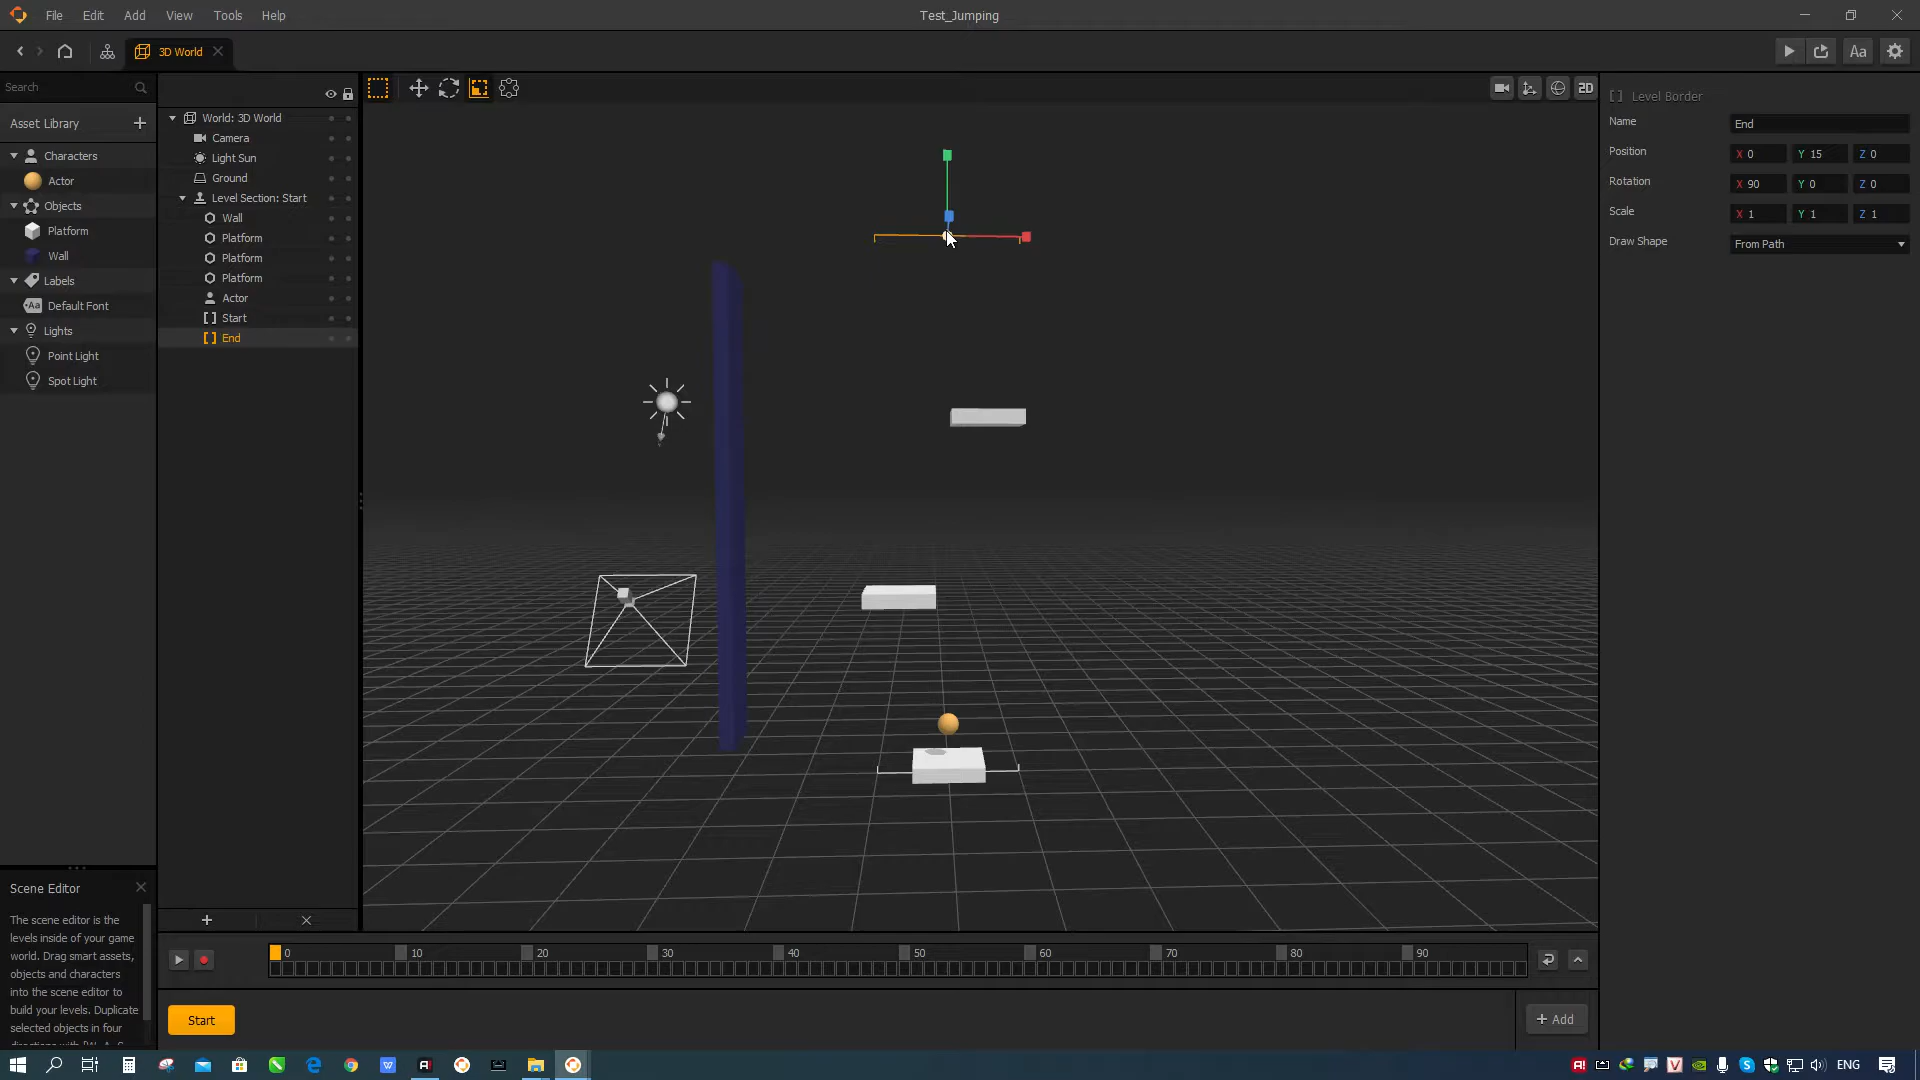 File Edit Add View Tools Help
Test_Jumping
3D World
Aa
Search
Asset Library
Characters
Actor
Objects
Platform
Wall
Labels
Aa Default Font
Lights
Point Light
Spot Light
World: 3D World
Camera
Light Sun
Ground
Level Section: Start
Wall
Platform
Platform
Platform
Actor
Start
End
2D
Level Border
Name End
Position X 0 Y 15 Z 0
Rotation X 90 Y 0 Z 0
Scale X 1 Y 1 Z 1
Draw Shape From Path
Scene Editor
The scene editor is the
levels inside of your game
world. Drag smart assets,
objects and characters
into the scene editor to
build your levels. Duplicate
selected objects in four
0 10 20 30 40 50 60 70 80 90
Start
+ Add
ENG